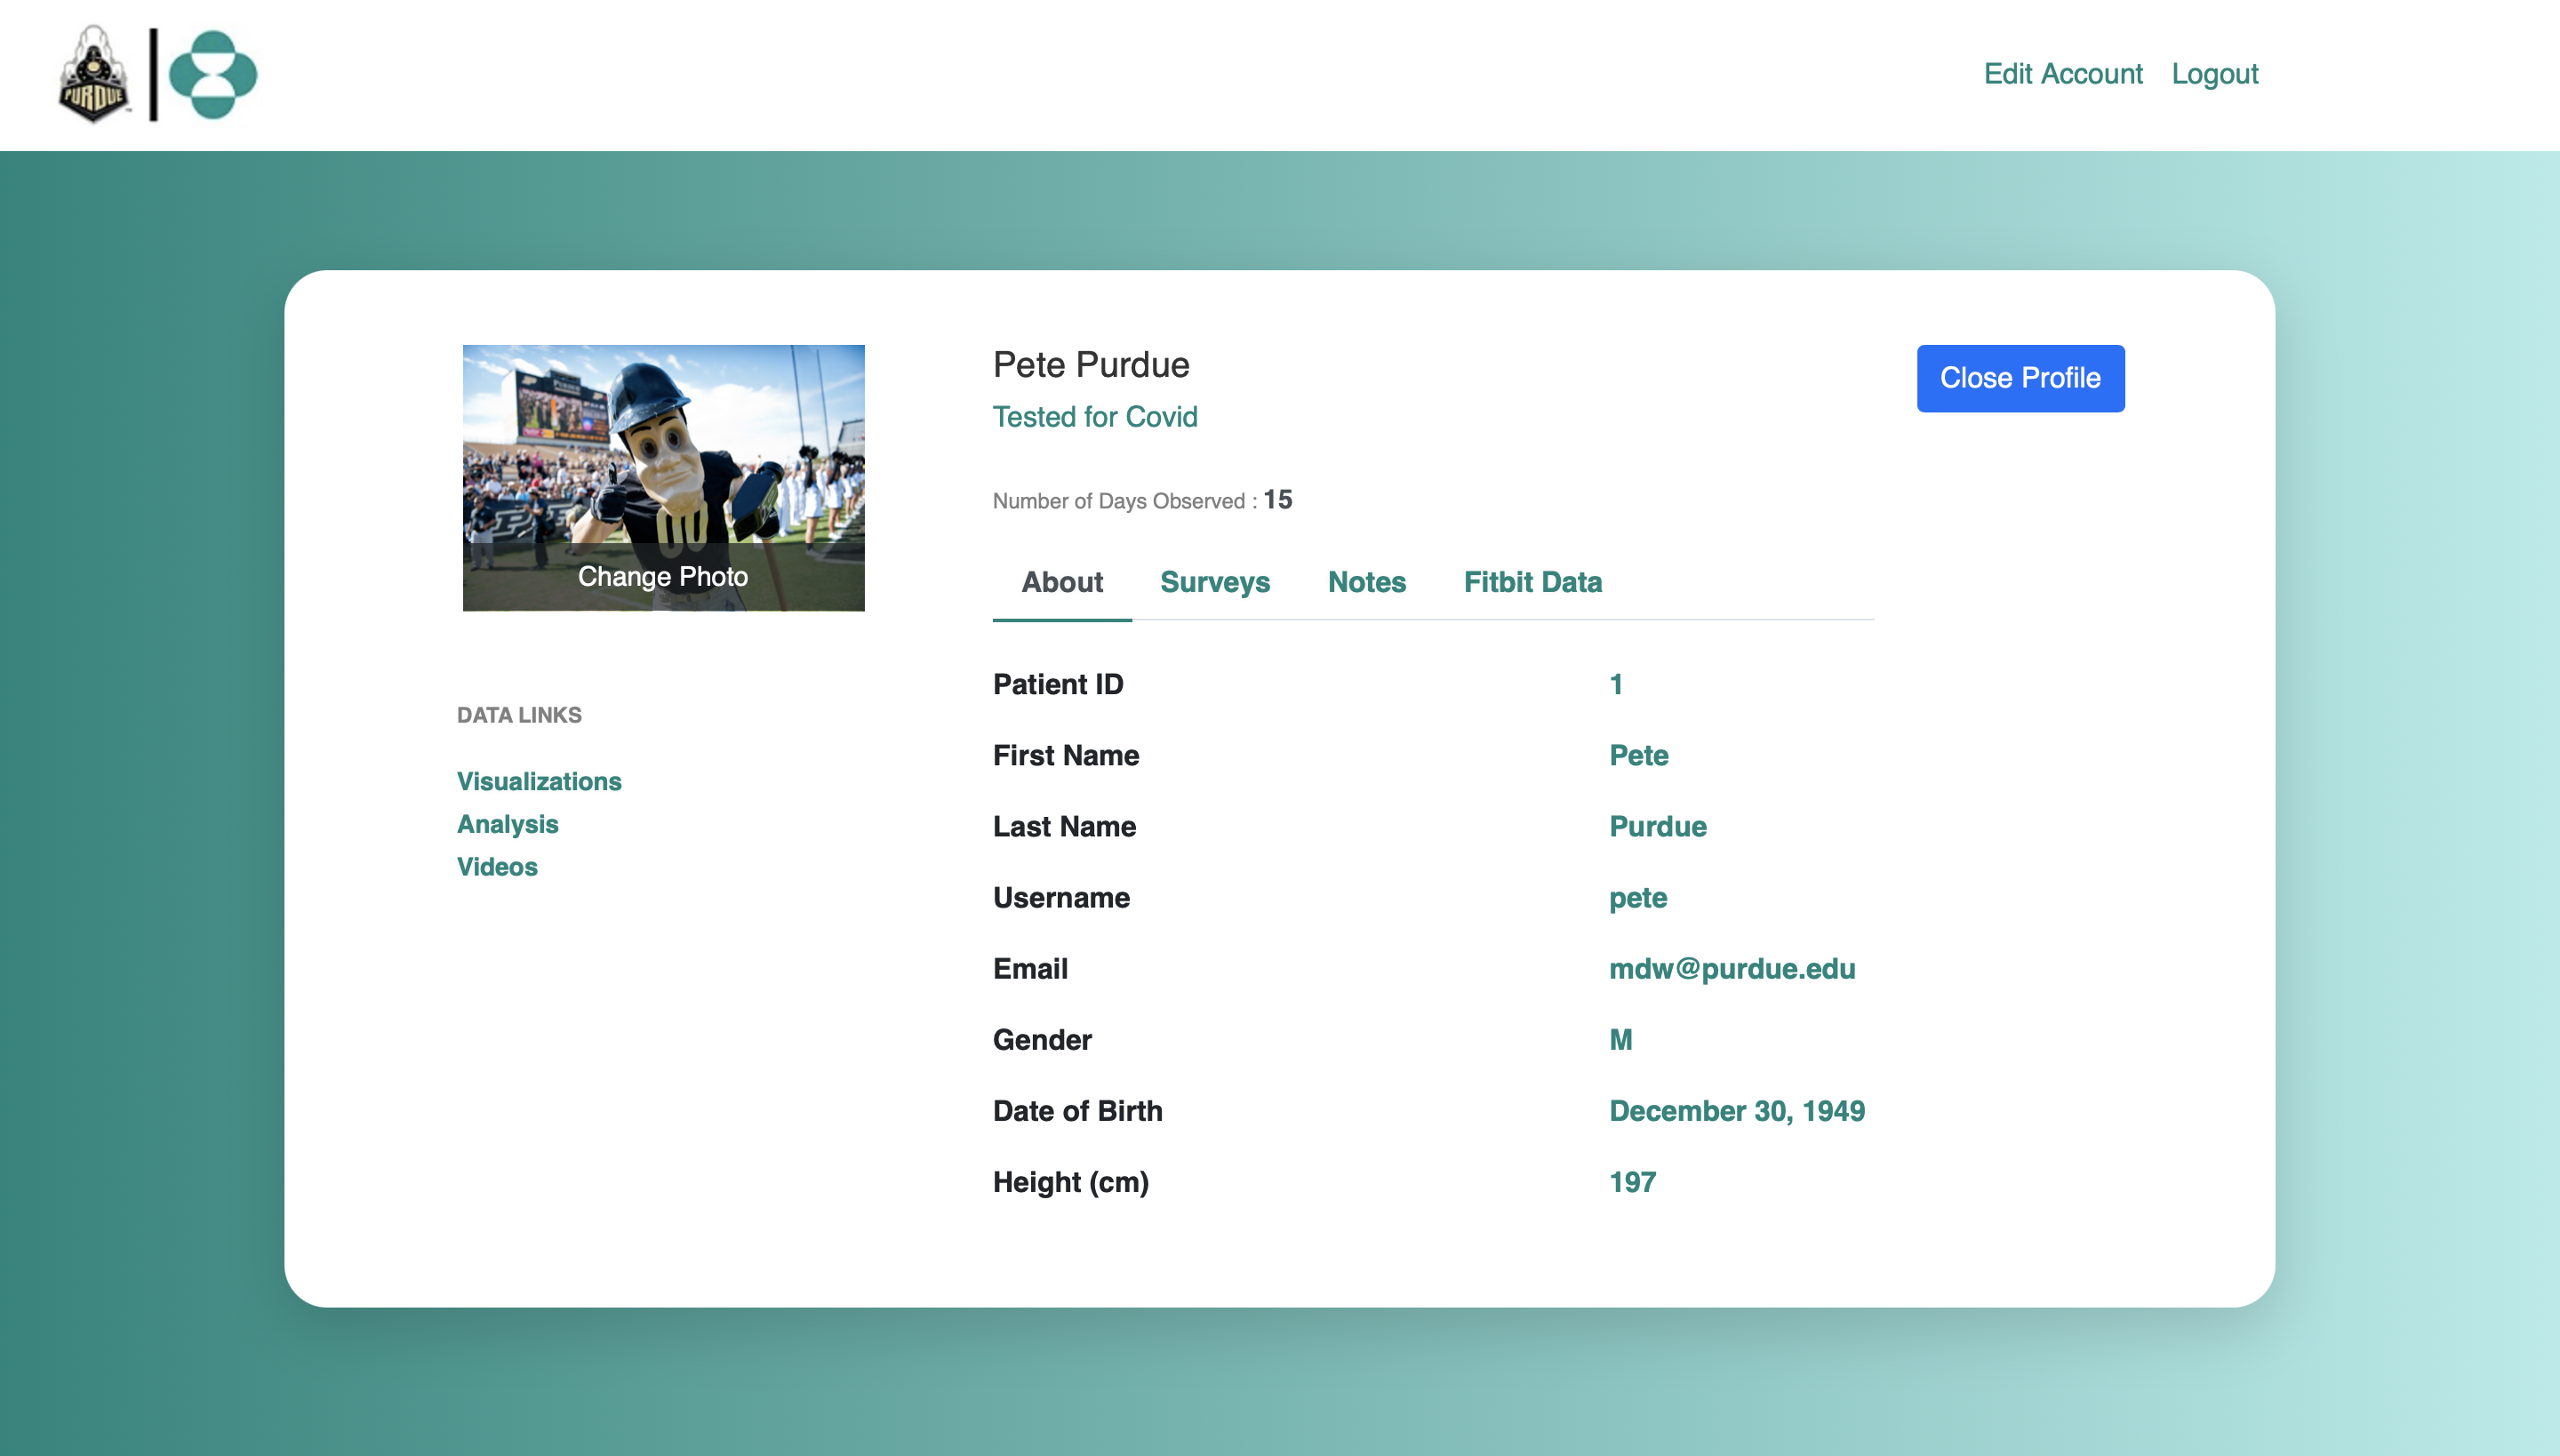 PURDUE
Edit Account Logout
Change Photo
Pete Purdue
Tested for Covid
Close Profile
Number of Days Observed : 15
About Surveys Notes Fitbit Data
DATA LINKS
Visualizations
Analysis
Videos
Patient ID 1
First Name Pete
Last Name Purdue
Username pete
Email mdw@purdue.edu
Gender M
Date of Birth December 30, 1949
Height (cm) 197